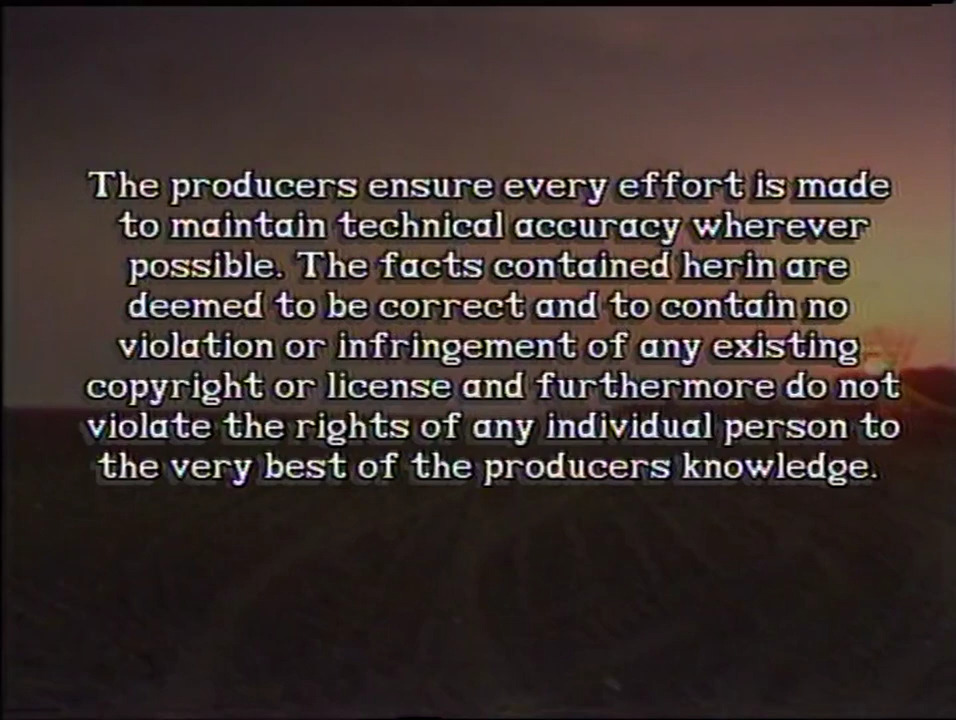 The producers ensure every effort is made
to maintain technical accuracy wherever
possible. The facts contained herin are
deemed to be correct and to contain no
violation or infringement of any existing
copyright or license and furthermore do not
violate the rights of any individual person to
the very best of the producers knowledge.